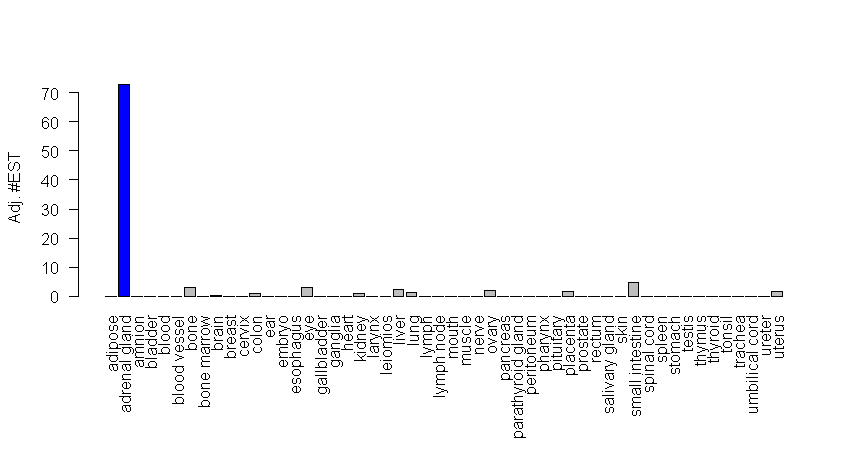 Adj. #EST
70
60
50
40
30
20
10
0
adipose
adrenal gland
amnion
bladder
blood
blood vessel
bone
bone marrow
brain
breast
cervix
colon
ear
embryo
esophagus
eye
gallbladder
ganglia
heart
kidney
larynx
leiomios
liver
lung
lymph
lymph node
mouth
muscle
nerve
ovary
pancreas
parathyroid gland
peritoneum
pharynx
pituitary
placenta
prostate
rectum
salivary gland
skin
small intestine
spinal cord
spleen
stomach
testis
thymus
thyroid
tonsil
trachea
umbilical cord
ureter
uterus